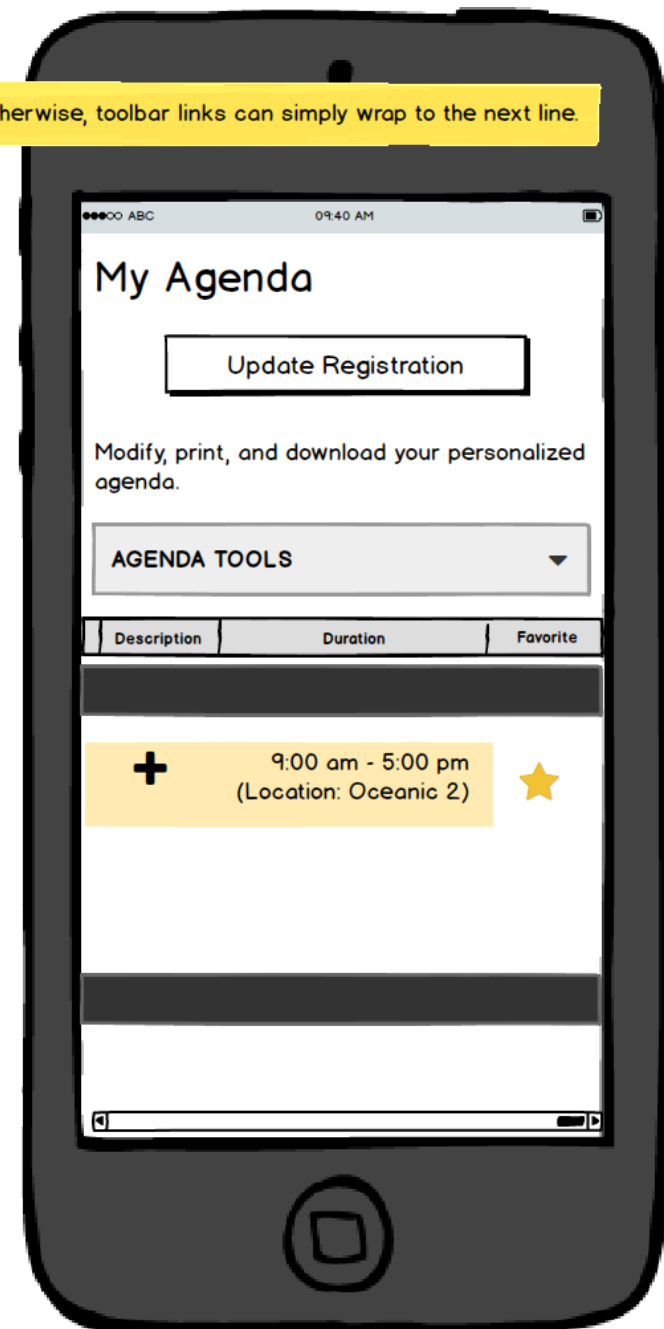 herwise, toolbar links can simply wrap to the next line.
ABC 09:40 AM
My Agenda
Update Registration
Modify, print, and download your personalized
agenda.
AGENDA TOOLS
Description Duration Favorite
9:00 am - 5:00 pm
(Location: Oceanic 2)